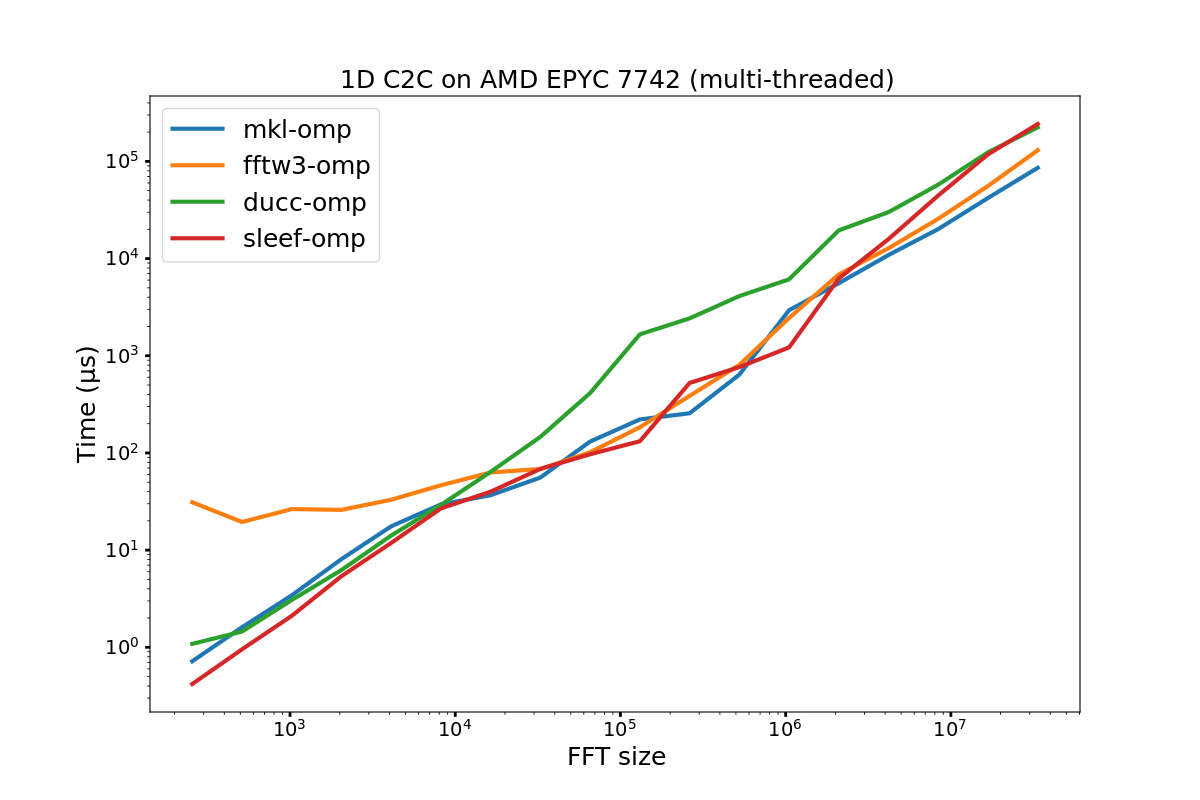 1D C2C on AMD EPYC 7742 (multi-threaded)
mkl-omp
fftw3-omp
ducc-omp
sleef-omp
Time (μs)
10⁵
10⁴
10³
10²
10¹
10⁰
10³ 10⁴ 10⁵ 10⁶ 10⁷
FFT size